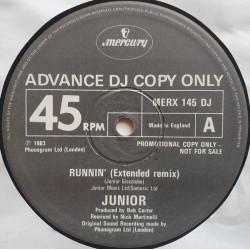 mercury
ADVANCE DJ COPY ONLY
45 RPM
MERX 145 DJ
Made in England
A
℗ 1983
Phonogram Ltd (London)
PROMOTIONAL COPY ONLY—
NOT FOR SALE
RUNNIN' (Extended remix)
(Junior Giscombe)
Junior Music Ltd/Samusic Ltd
JUNIOR
Produced by Bob Carter
Remixed by Nick Martinelli
Original Sound Recording made by
Phonogram Ltd (London)